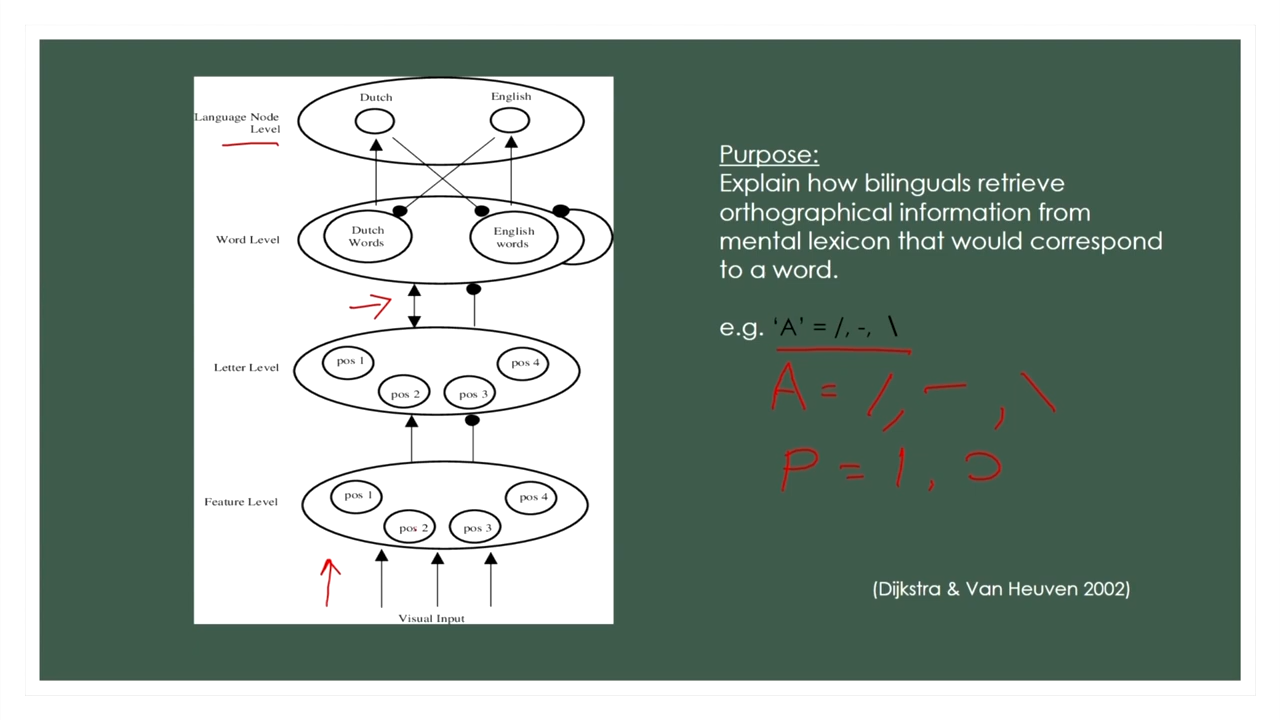 Dutch English
Language Node
Level
Word Level
Dutch
Words
English
words
Letter Level
pos 1
pos 2
pos 3
pos 4
Feature Level
pos 1
pos 2
pos 3
pos 4
Visual Input
Purpose:
Explain how bilinguals retrieve
orthographical information from
mental lexicon that would correspond
to a word.
e.g. ‘A’ = /, -, \
A = /, —, \
P = I, Ɔ
(Dijkstra & Van Heuven 2002)